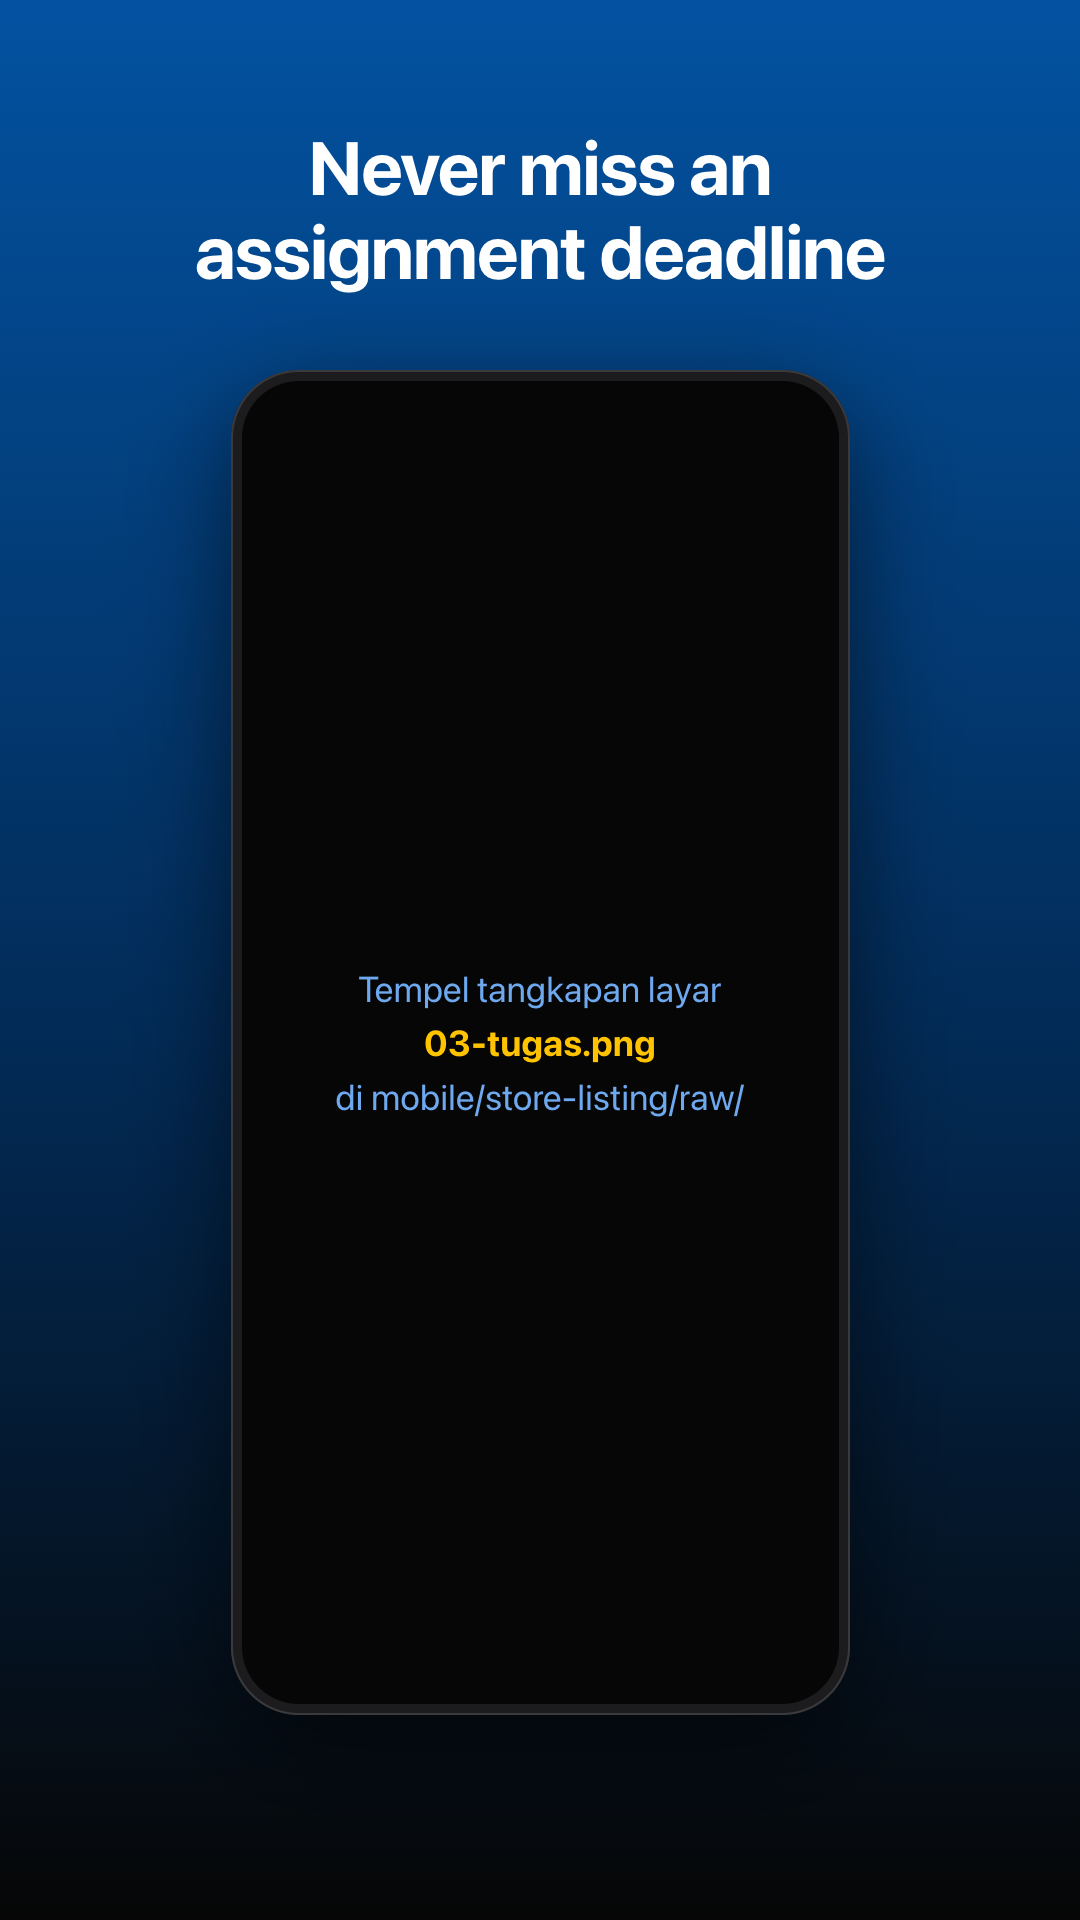 Never miss an
assignment deadline
Tempel tangkapan layar
03-tugas.png
di mobile/store-listing/raw/